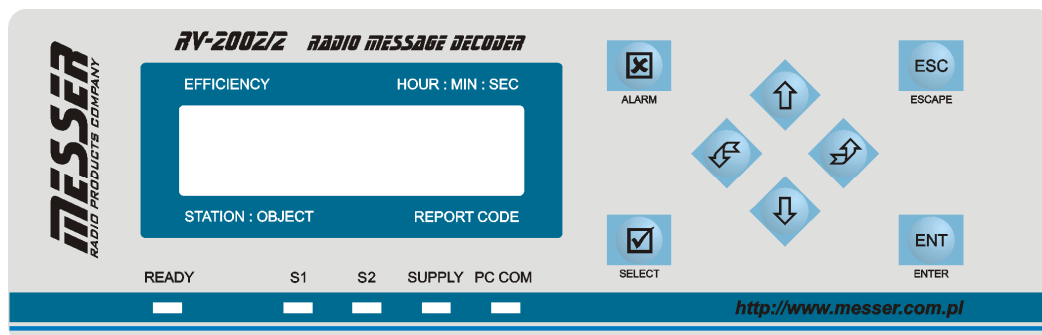 MESSER
RADIO PRODUCTS COMPANY
RV-2002/2 RADIO MESSAGE DECODER
EFFICIENCY HOUR : MIN : SEC
STATION : OBJECT REPORT CODE
READY S1 S2 SUPPLY PC COM
ALARM
ESC
ESCAPE
SELECT
ENT
ENTER
http://www.messer.com.pl